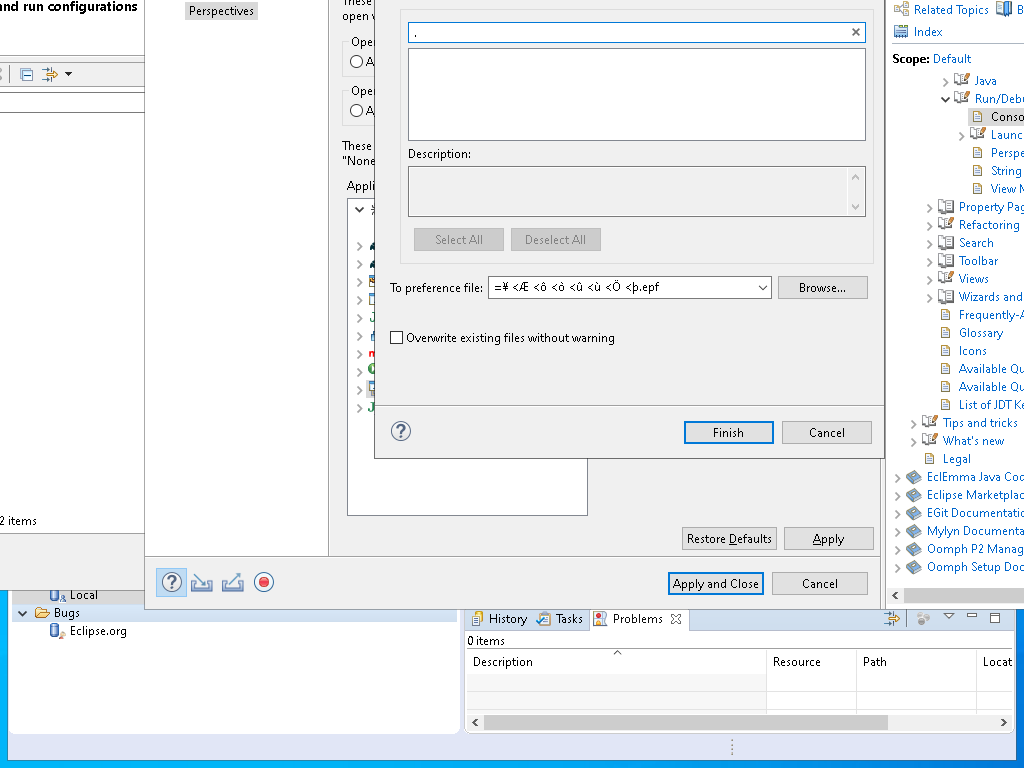 and run configurations
Perspectives
These
open w
Related Topics
B
Index
Scope: Default
Java
Run/Debu
Conso
Launc
Perspe
String
View M
Property Pag
Refactoring
Search
Toolbar
Views
Wizards and
Frequently-A
Glossary
Icons
Available Qu
Available Qu
List of JDT Ke
Tips and tricks
What's new
Legal
EclEmma Java Coc
Eclipse Marketplac
EGit Documentatic
Mylyn Documenta
Oomph P2 Manag
Oomph Setup Doc
Open
A
Open
A
These
"None
Appli
.
Description:
Select All
Deselect All
To preference file:
=¥ <Æ <ô <ò <û <ù <Ö <þ.epf
Browse...
Overwrite existing files without warning
Finish
Cancel
2 items
Restore Defaults
Apply
Apply and Close
Cancel
Local
Bugs
Eclipse.org
History
Tasks
Problems
0 items
Description
Resource
Path
Locat